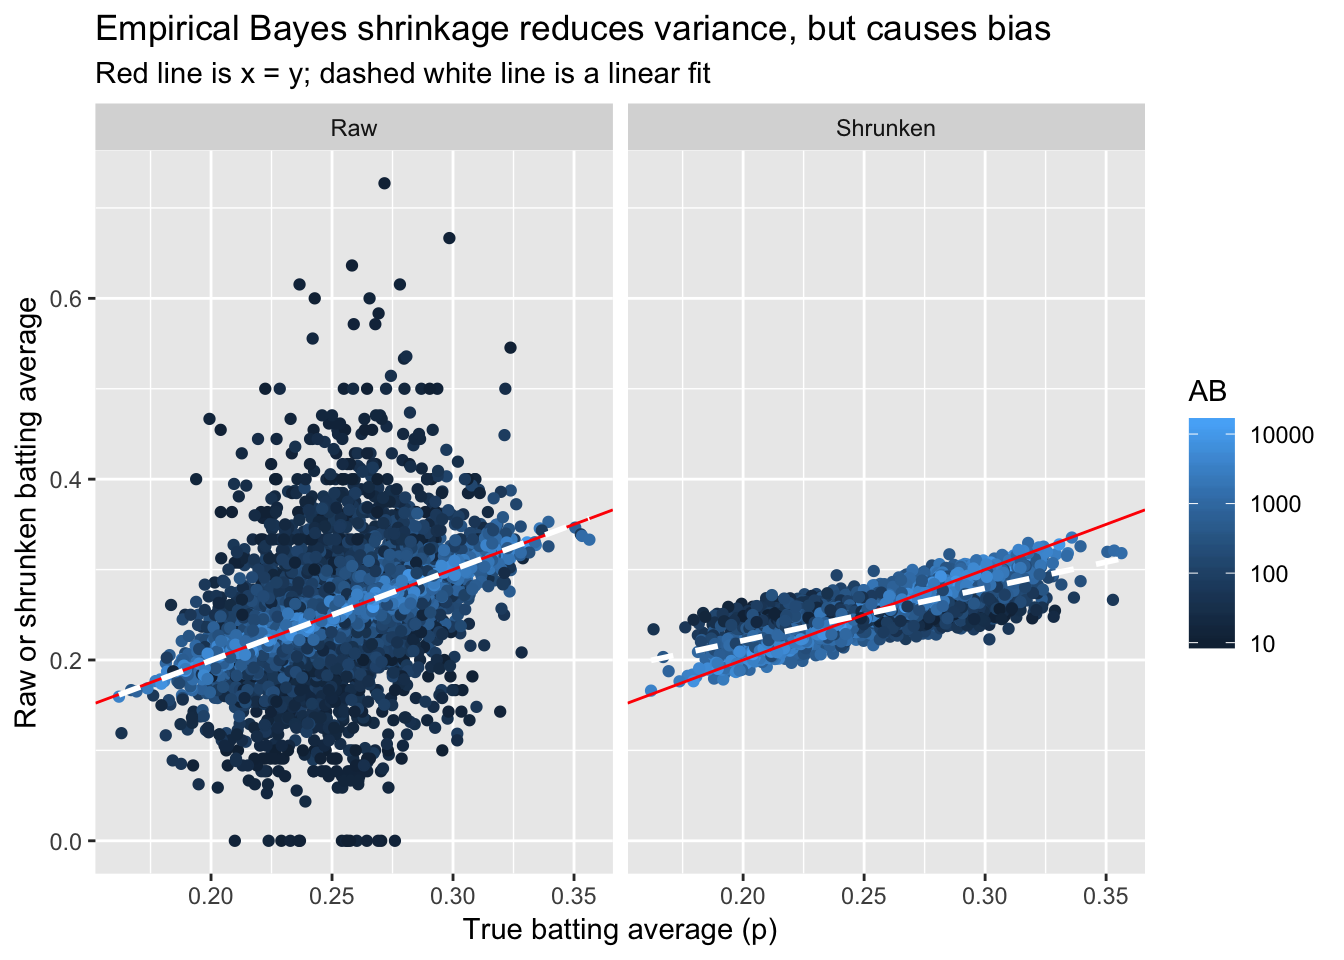 Empirical Bayes shrinkage reduces variance, but causes bias
Red line is x = y; dashed white line is a linear fit
Raw
Shrunken
Raw or shrunken batting average
0.6
0.4
0.2
0.0
0.20
0.25
0.30
0.35
0.20
0.25
0.30
0.35
True batting average (p)
AB
10000
1000
100
10